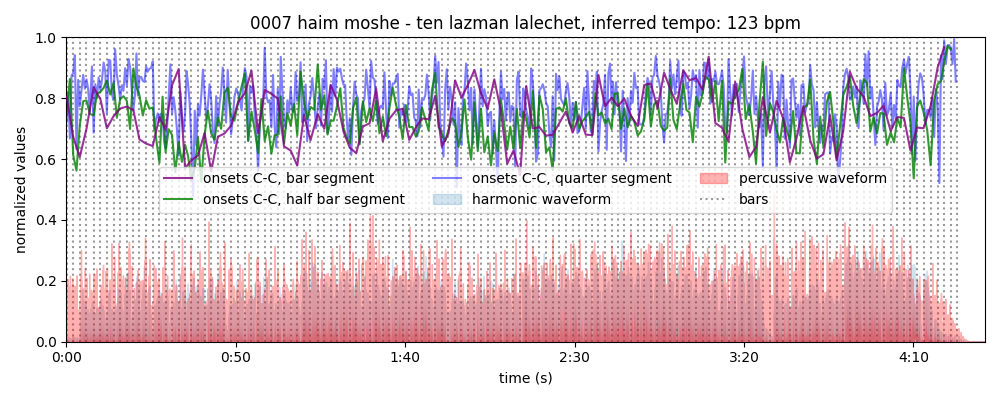 0007 haim moshe - ten lazman lalechet, inferred tempo: 123 bpm
normalized values
1.0
0.8
0.6
0.4
0.2
0.0
onsets C-C, bar segment
onsets C-C, half bar segment
onsets C-C, quarter segment
harmonic waveform
percussive waveform
bars
0:00 0:50 1:40 2:30 3:20 4:10
time (s)